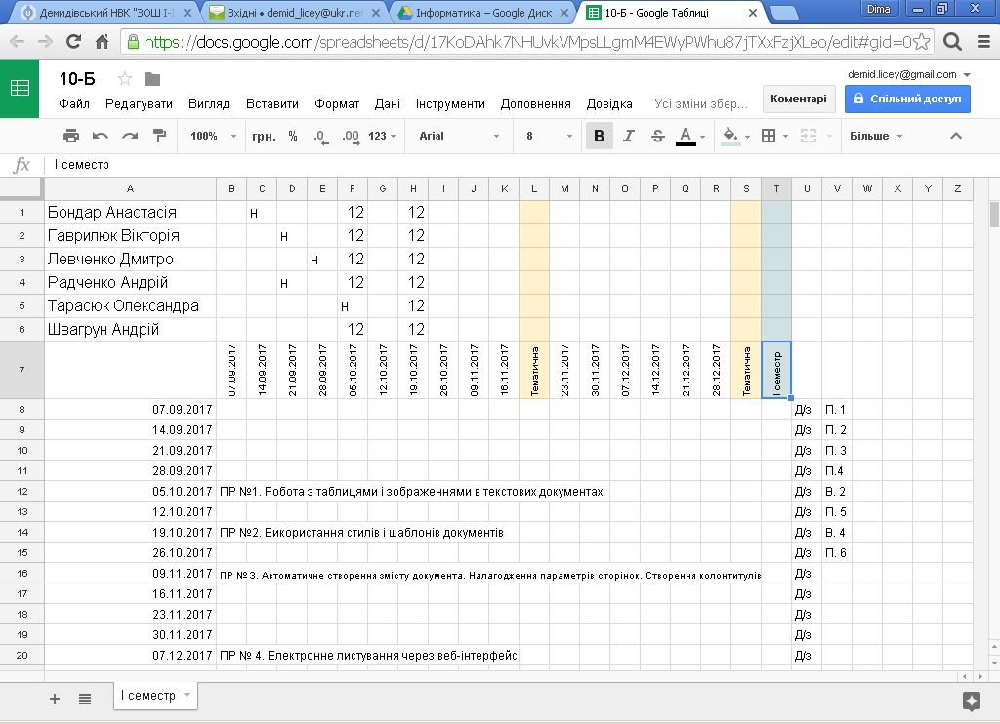 Демидівський НВК "ЗОШ І-І
Вхідні • demid_licey@ukr.net
Інформатика – Google Диск
10-Б - Google Таблиці
Dima
https://docs.google.com/spreadsheets/d/17KoDAhk7NHUvkVMpsLLgmM4EWyPWhu87jTXxFzjXLeo/edit#gid=0
10-Б
demid.licey@gmail.com
Файл Редагувати Вигляд Вставити Формат Дані Інструменти Доповнення Довідка Усі зміни збер...
Коментарі
Спільний доступ
100% грн. % .0 .00 123 Arial 8 B I S A Більше
fx І семестр
A B C D E F G H I J K L M N O P Q R S T U V W X Y Z
1 Бондар Анастасія н 12 12
2 Гаврилюк Вікторія н 12 12
3 Левченко Дмитро н 12 12
4 Радченко Андрій н 12 12
5 Тарасюк Олександра н 12
6 Швагрун Андрій 12 12
7 07.09.2017 14.09.2017 21.09.2017 28.09.2017 05.10.2017 12.10.2017 19.10.2017 26.10.2017 09.11.2017 16.11.2017 Тематична 23.11.2017 30.11.2017 07.12.2017 14.12.2017 21.12.2017 28.12.2017 Тематична І семестр
8 07.09.2017 Д/з П. 1
9 14.09.2017 Д/з П. 2
10 21.09.2017 Д/з П. 3
11 28.09.2017 Д/з П.4
12 05.10.2017 ПР №1. Робота з таблицями і зображеннями в текстових документах Д/з В. 2
13 12.10.2017 Д/з П. 5
14 19.10.2017 ПР №2. Використання стилів і шаблонів документів Д/з В. 4
15 26.10.2017 Д/з П. 6
16 09.11.2017 ПР № 3. Автоматичне створення змісту документа. Налагодження параметрів сторінок. Створення колонтитулів Д/з
17 16.11.2017 Д/з
18 23.11.2017 Д/з
19 30.11.2017 Д/з
20 07.12.2017 ПР № 4. Електронне листування через веб-інтерфейс Д/з
І семестр